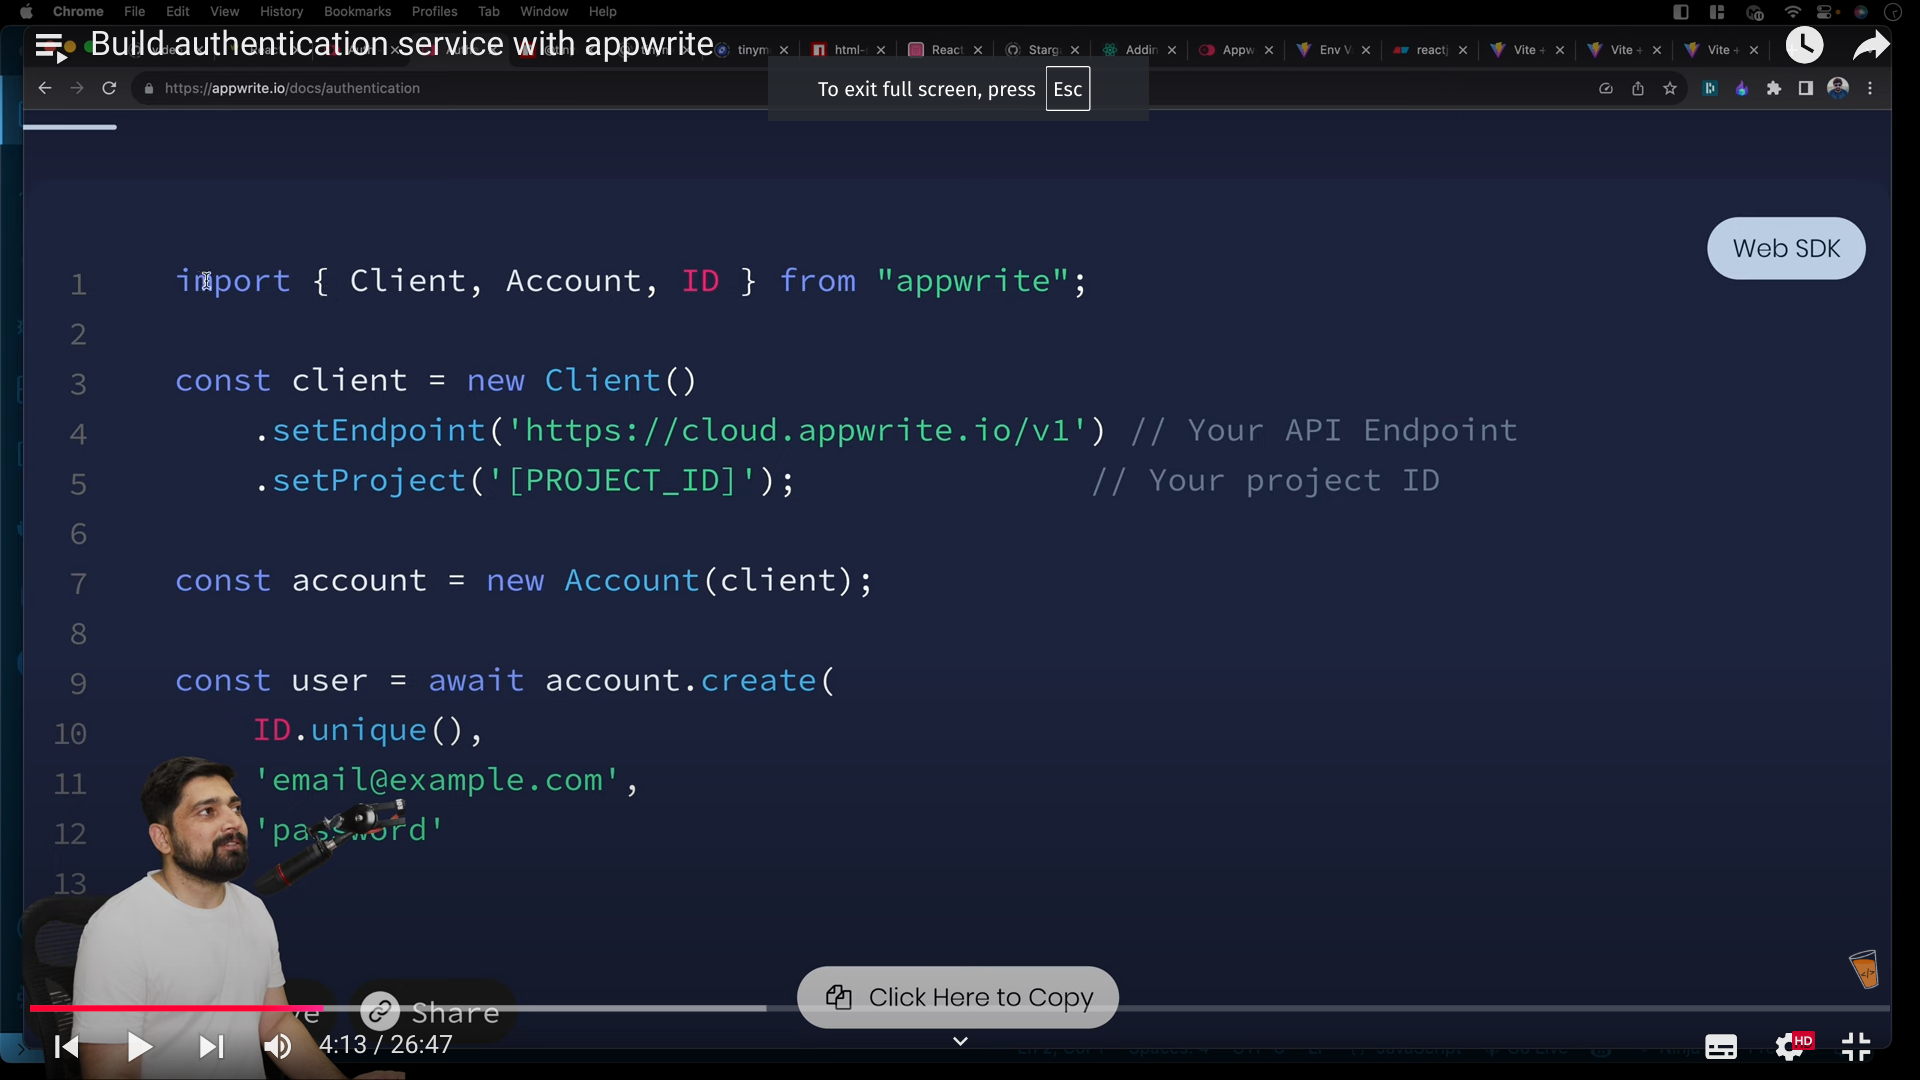 Chrome File Edit View History Bookmarks Profiles Tab Window Help
Build authentication service with appwrite
tinym html- React Starg Addin Appw Env V reactj Vite + Vite + Vite +
https://appwrite.io/docs/authentication
To exit full screen, press Esc
Web SDK
1 import { Client, Account, ID } from "appwrite";
2
3 const client = new Client()
4 .setEndpoint('https://cloud.appwrite.io/v1') // Your API Endpoint
5 .setProject('[PROJECT_ID]'); // Your project ID
6
7 const account = new Account(client);
8
9 const user = await account.create(
10 ID.unique(),
11 'email@example.com',
12 'password'
13
Click Here to Copy
Share
4:13 / 26:47
HD